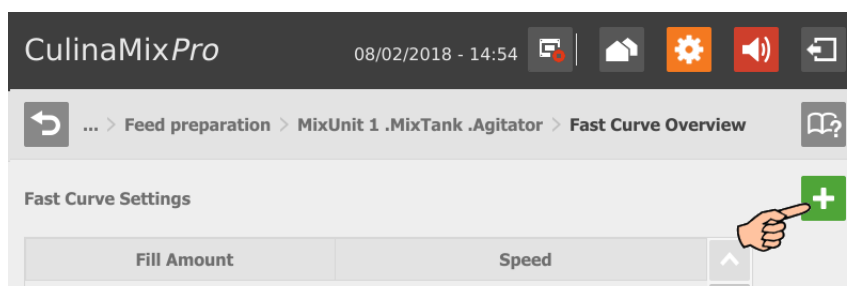 CulinaMixPro 08/02/2018 - 14:54
... > Feed preparation > MixUnit 1 .MixTank .Agitator > Fast Curve Overview
Fast Curve Settings
Fill Amount Speed